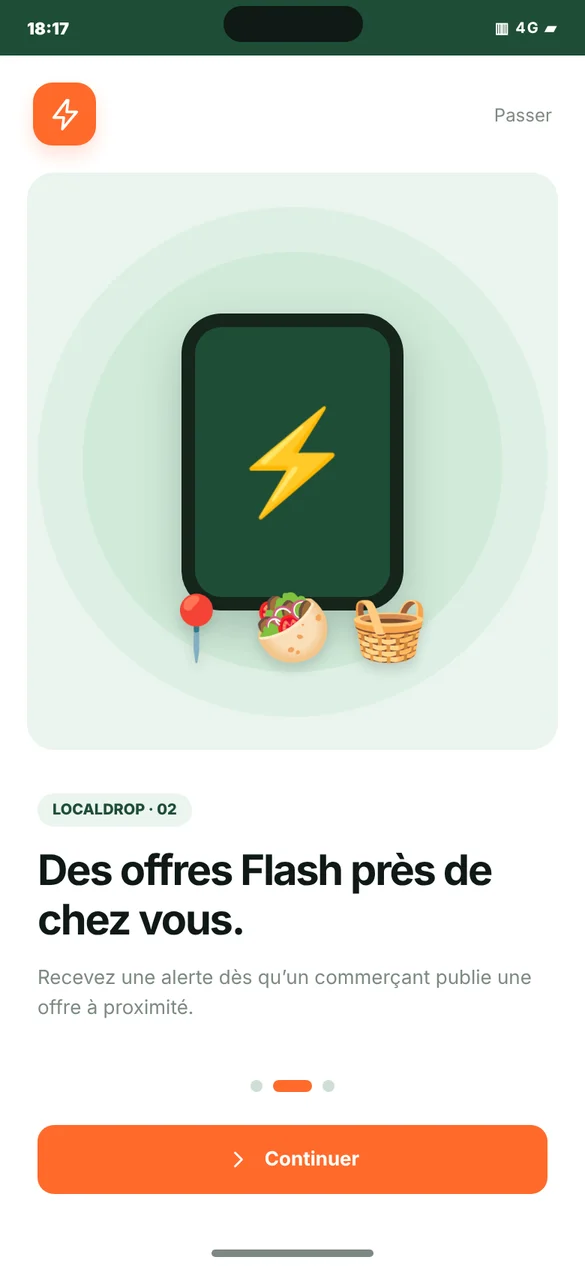 18:17
4G
Passer
LOCALDROP · 02
Des offres Flash près de
chez vous.
Recevez une alerte dès qu’un commerçant publie une
offre à proximité.
Continuer